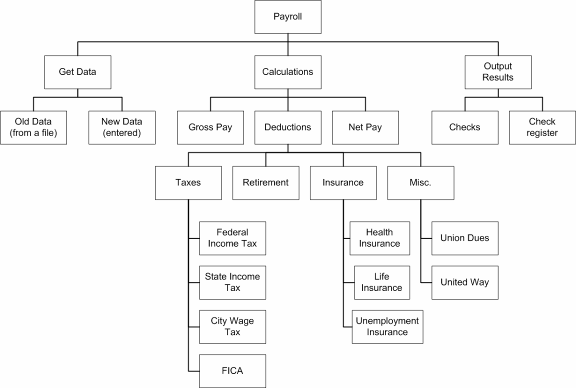 Payroll
Get Data
Calculations
Output
Results
Old Data
(from a file)
New Data
(entered)
Gross Pay
Deductions
Net Pay
Checks
Check
register
Taxes
Retirement
Insurance
Misc.
Federal
Income Tax
State Income
Tax
City Wage
Tax
FICA
Health
Insurance
Life
Insurance
Unemployment
Insurance
Union Dues
United Way